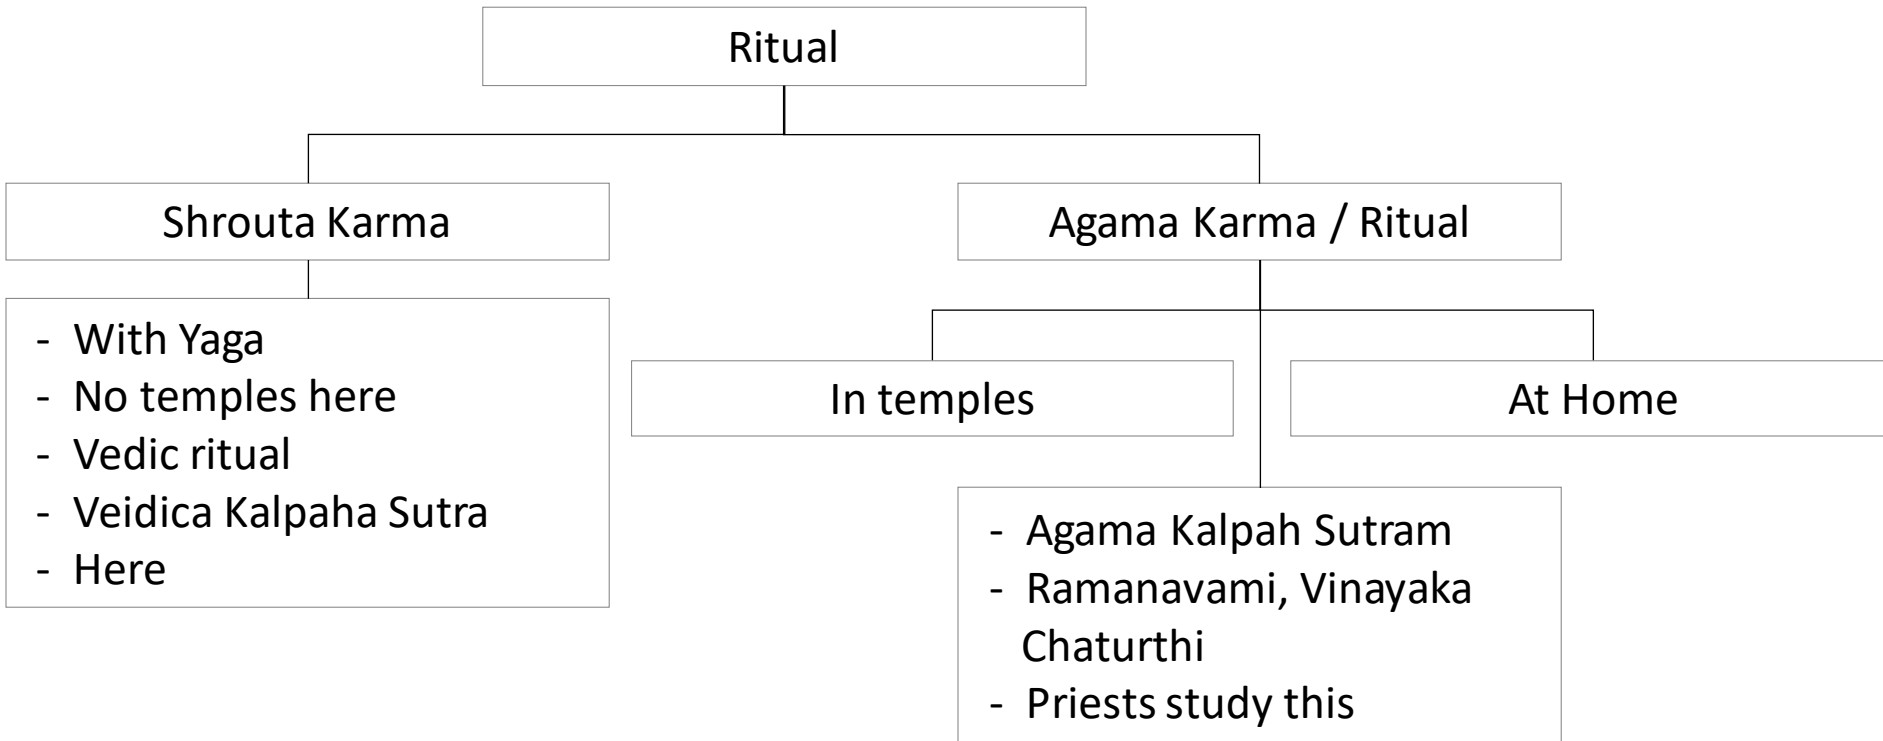 Ritual
Shrouta Karma
Agama Karma / Ritual
- With Yaga
- No temples here
- Vedic ritual
- Veidica Kalpaha Sutra
- Here
In temples
At Home
- Agama Kalpah Sutram
- Ramanavami, Vinayaka
Chaturthi
- Priests study this